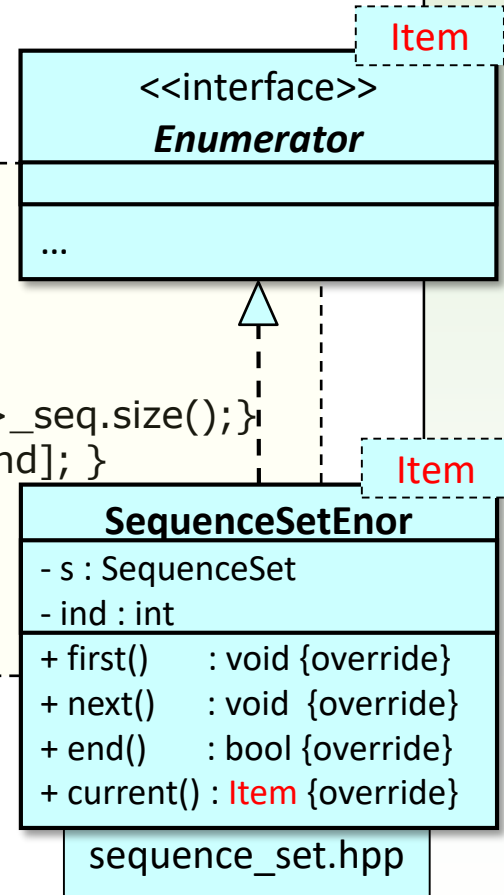 Item
<<interface>>
Enumerator
...
_seq.size();}
]; }
Item
SequenceSetEnor
- s : SequenceSet
- ind : int
+ first() : void {override}
+ next() : void {override}
+ end() : bool {override}
+ current() : Item {override}
sequence_set.hpp